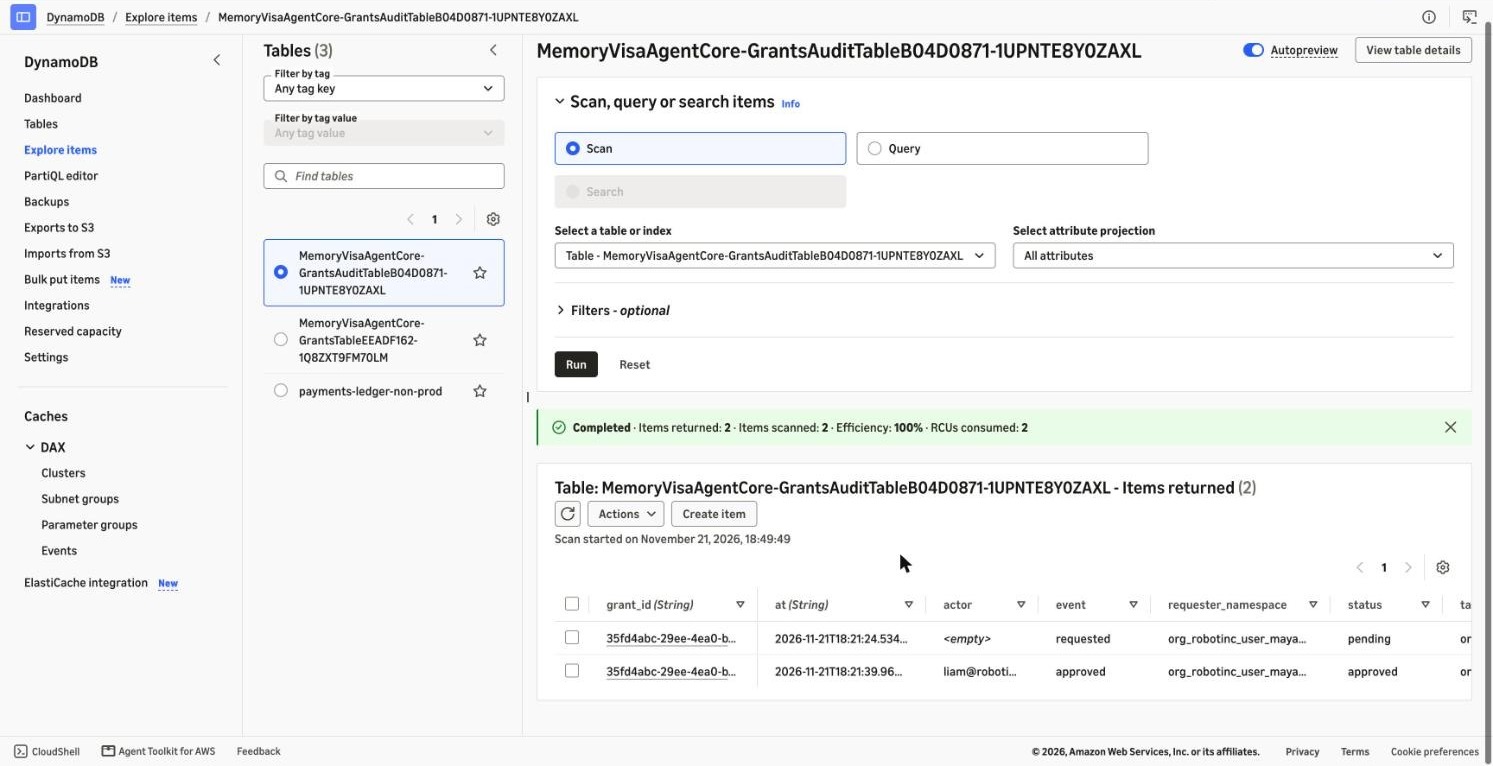 DynamoDB / Explore items / MemoryVisaAgentCore-GrantsAuditTableB04D0871-1UPNTE8Y0ZAXL
DynamoDB
Dashboard
Tables
Explore items
PartiQL editor
Backups
Exports to S3
Imports from S3
Bulk put items New
Integrations
Reserved capacity
Settings
Caches
DAX
Clusters
Subnet groups
Parameter groups
Events
ElastiCache integration New
Tables (3)
Filter by tag
Any tag key
Filter by tag value
Any tag value
Find tables
1
MemoryVisaAgentCore-
GrantsAuditTableB04D0871-
1UPNTE8Y0ZAXL
MemoryVisaAgentCore-
GrantsTableEEADF162-
1Q8ZXT9FM70LM
payments-ledger-non-prod
MemoryVisaAgentCore-GrantsAuditTableB04D0871-1UPNTE8Y0ZAXL
Autopreview
View table details
Scan, query or search items Info
Scan
Query
Search
Select a table or index
Table - MemoryVisaAgentCore-GrantsAuditTableB04D0871-1UPNTE8Y0ZAXL
Select attribute projection
All attributes
Filters - optional
Run Reset
Completed · Items returned: 2 · Items scanned: 2 · Efficiency: 100% · RCUs consumed: 2
Table: MemoryVisaAgentCore-GrantsAuditTableB04D0871-1UPNTE8Y0ZAXL - Items returned (2)
Actions Create item
Scan started on November 21, 2026, 18:49:49
1
grant_id (String) at (String) actor event requester_namespace status ta
35fd4abc-29ee-4ea0-b... 2026-11-21T18:21:24.534... <empty> requested org_robotinc_user_maya... pending or
35fd4abc-29ee-4ea0-b... 2026-11-21T18:21:39.96... liam@roboti... approved org_robotinc_user_maya... approved or
CloudShell Agent Toolkit for AWS Feedback © 2026, Amazon Web Services, Inc. or its affiliates. Privacy Terms Cookie preferences